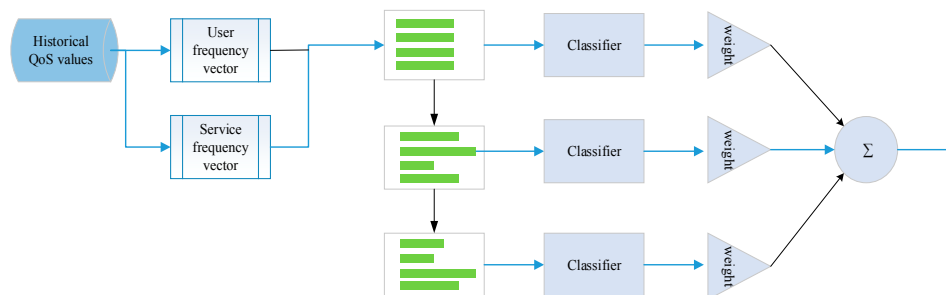 Historical
QoS values
User
frequency
vector
Service
frequency
vector
Classifier
weight
Classifier
weight
Σ
Classifier
weight